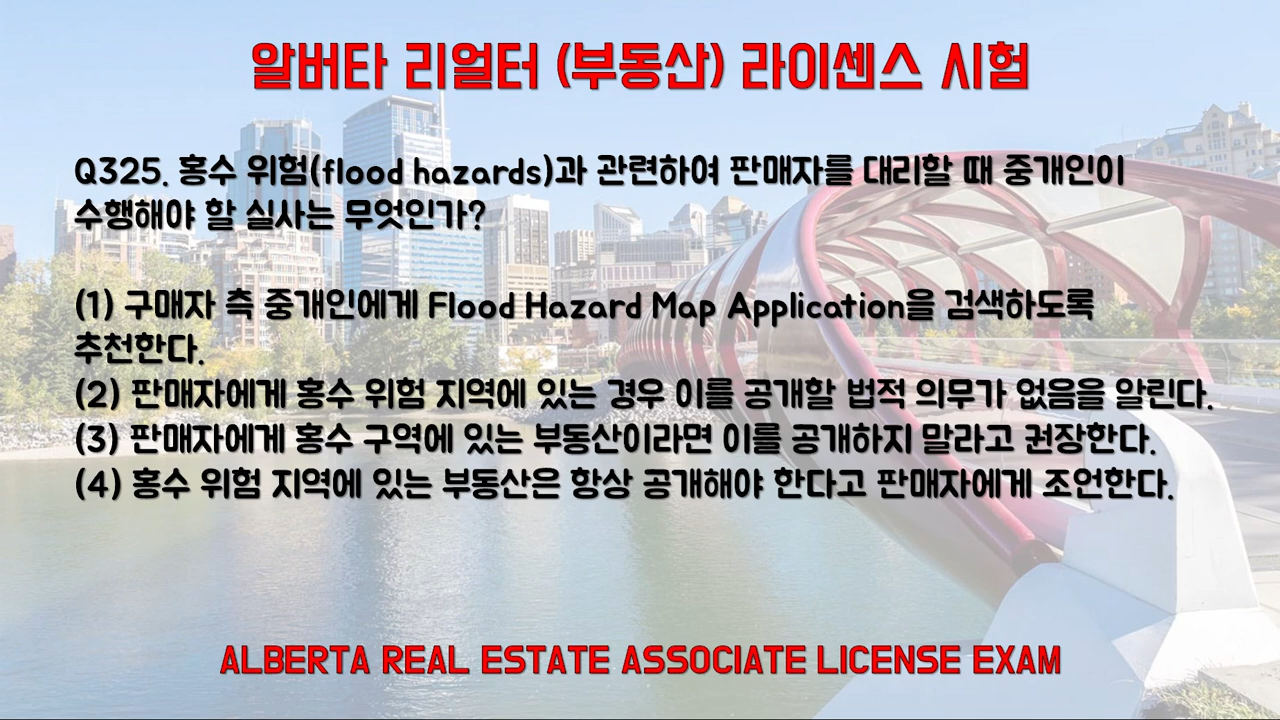 알버타 리얼터 (부동산) 라이센스 시험
Q325. 홍수 위험(flood hazards)과 관련하여 판매자를 대리할 때 중개인이
수행해야 할 실사는 무엇인가?
(1) 구매자 측 중개인에게 Flood Hazard Map Application을 검색하도록
추천한다.
(2) 판매자에게 홍수 위험 지역에 있는 경우 이를 공개할 법적 의무가 없음을 알린다.
(3) 판매자에게 홍수 구역에 있는 부동산이라면 이를 공개하지 말라고 권장한다.
(4) 홍수 위험 지역에 있는 부동산은 항상 공개해야 한다고 판매자에게 조언한다.
ALBERTA REAL ESTATE ASSOCIATE LICENSE EXAM